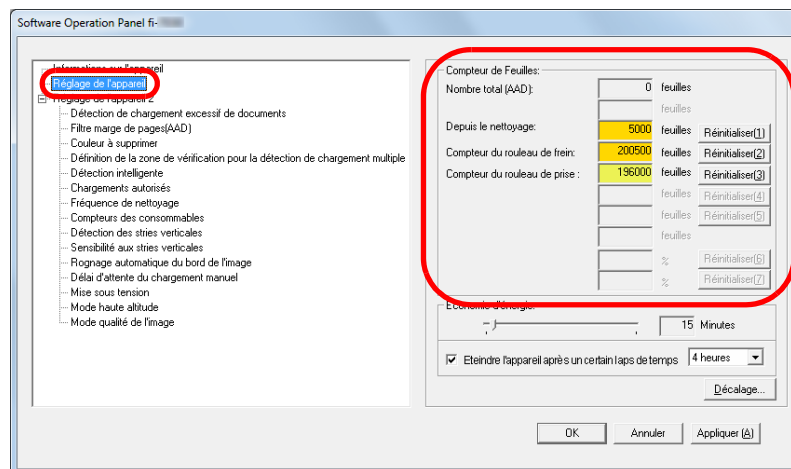 Software Operation Panel fi-
Informations sur l'appareil
Réglage de l'appareil
Réglage de l'appareil 2
Détection de chargement excessif de documents
Filtre marge de pages(AAD)
Couleur à supprimer
Définition de la zone de vérification pour la détection de chargement multiple
Détection intelligente
Chargements autorisés
Fréquence de nettoyage
Compteurs des consommables
Détection des stries verticales
Sensibilité aux stries verticales
Rognage automatique du bord de l'image
Délai d'attente du chargement manuel
Mise sous tension
Mode haute altitude
Mode qualité de l'image
Compteur de Feuilles:
Nombre total (AAD): 0 feuilles
feuilles
Depuis le nettoyage: 5000 feuilles Réinitialiser(1)
Compteur du rouleau de frein: 200500 feuilles Réinitialiser(2)
Compteur du rouleau de prise : 196000 feuilles Réinitialiser(3)
feuilles Réinitialiser(4)
feuilles Réinitialiser(5)
feuilles
% Réinitialiser(6)
% Réinitialiser(7)
Economie d'énergie:
15 Minutes
Eteindre l'appareil après un certain laps de temps 4 heures
Décalage...
OK Annuler Appliquer (A)